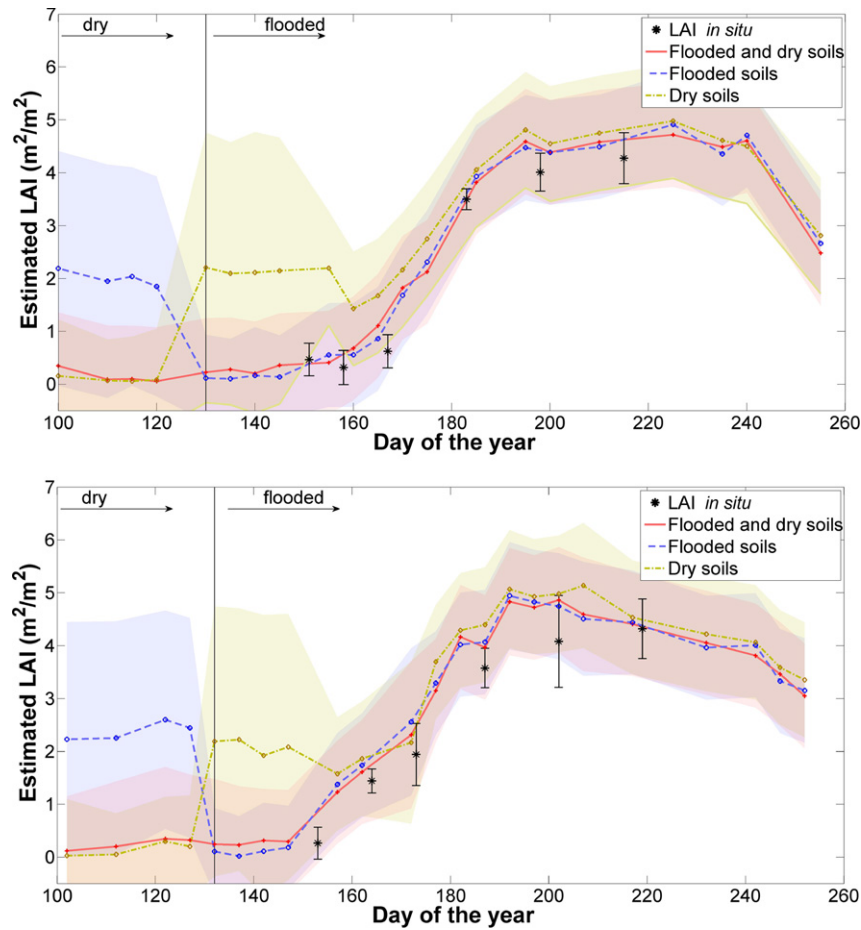 7
6
5
4
3
2
1
0
Estimated LAI (m²/m²)
dry
flooded
LAI in situ
Flooded and dry soils
Flooded soils
Dry soils
100 120 140 160 180 200 220 240 260
Day of the year
7
6
5
4
3
2
1
0
Estimated LAI (m²/m²)
dry
flooded
LAI in situ
Flooded and dry soils
Flooded soils
Dry soils
100 120 140 160 180 200 220 240 260
Day of the year